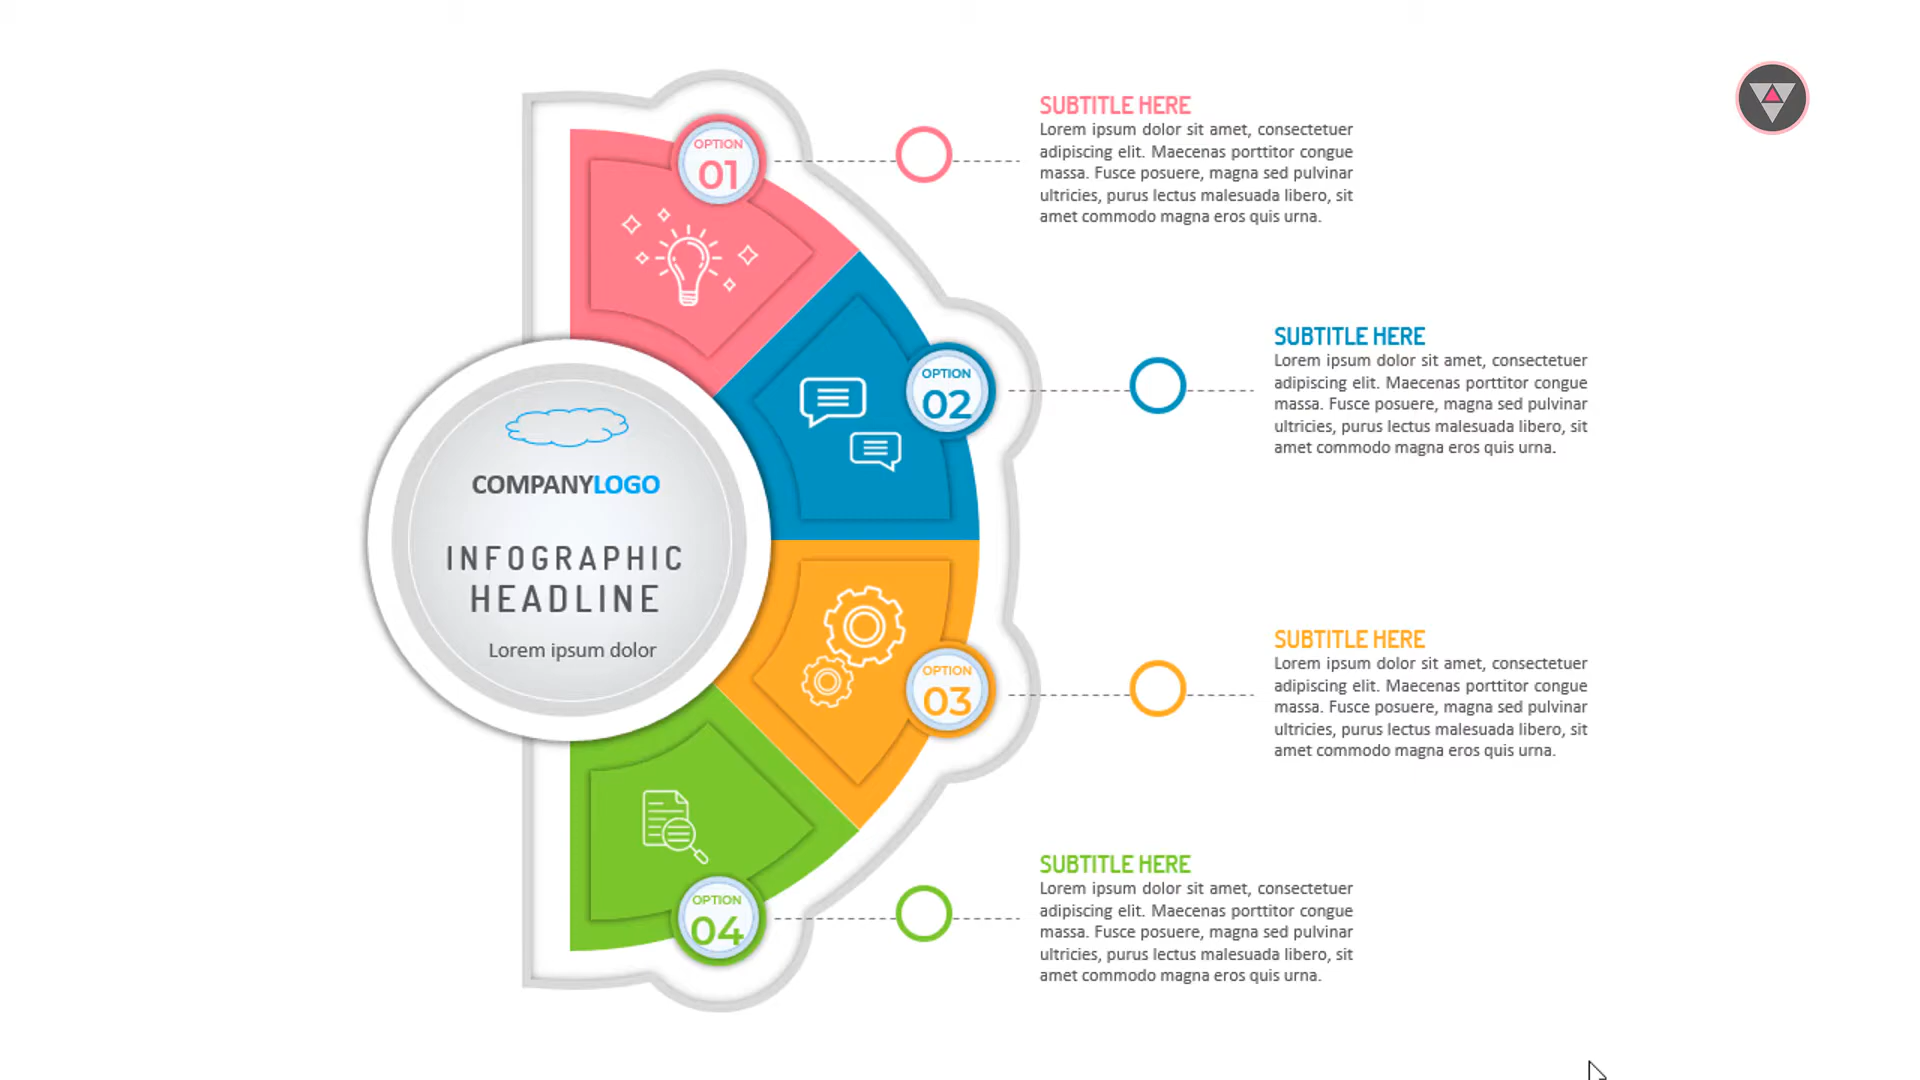 OPTION
01
SUBTITLE HERE
Lorem ipsum dolor sit amet, consectetuer
adipiscing elit. Maecenas porttitor congue
massa. Fusce posuere, magna sed pulvinar
ultricies, purus lectus malesuada libero, sit
amet commodo magna eros quis urna.
OPTION
02
SUBTITLE HERE
Lorem ipsum dolor sit amet, consectetuer
adipiscing elit. Maecenas porttitor congue
massa. Fusce posuere, magna sed pulvinar
ultricies, purus lectus malesuada libero, sit
amet commodo magna eros quis urna.
COMPANYLOGO
INFOGRAPHIC
HEADLINE
Lorem ipsum dolor
OPTION
03
SUBTITLE HERE
Lorem ipsum dolor sit amet, consectetuer
adipiscing elit. Maecenas porttitor congue
massa. Fusce posuere, magna sed pulvinar
ultricies, purus lectus malesuada libero, sit
amet commodo magna eros quis urna.
OPTION
04
SUBTITLE HERE
Lorem ipsum dolor sit amet, consectetuer
adipiscing elit. Maecenas porttitor congue
massa. Fusce posuere, magna sed pulvinar
ultricies, purus lectus malesuada libero, sit
amet commodo magna eros quis urna.